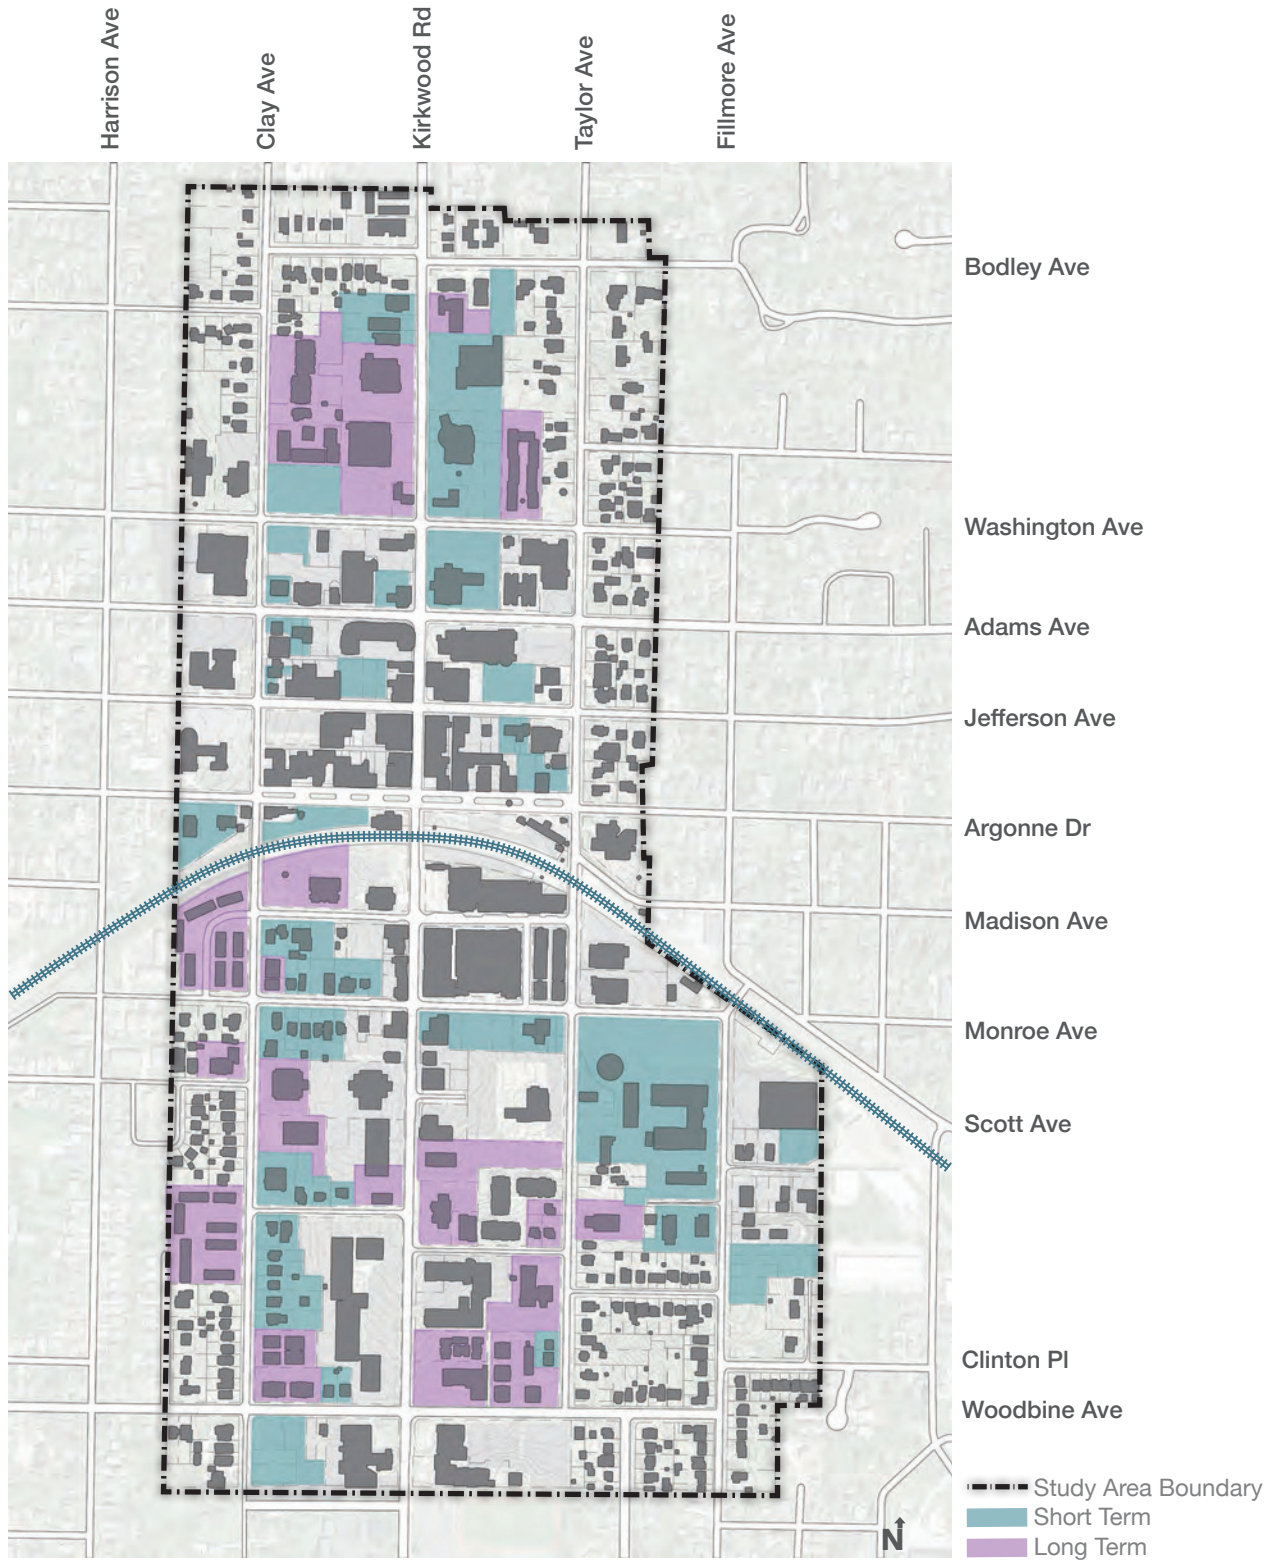 Harrison Ave
Clay Ave
Kirkwood Rd
Taylor Ave
Fillmore Ave
Bodley Ave
Washington Ave
Adams Ave
Jefferson Ave
Argonne Dr
Madison Ave
Monroe Ave
Scott Ave
Clinton Pl
Woodbine Ave
Study Area Boundary
Short Term
Long Term
N